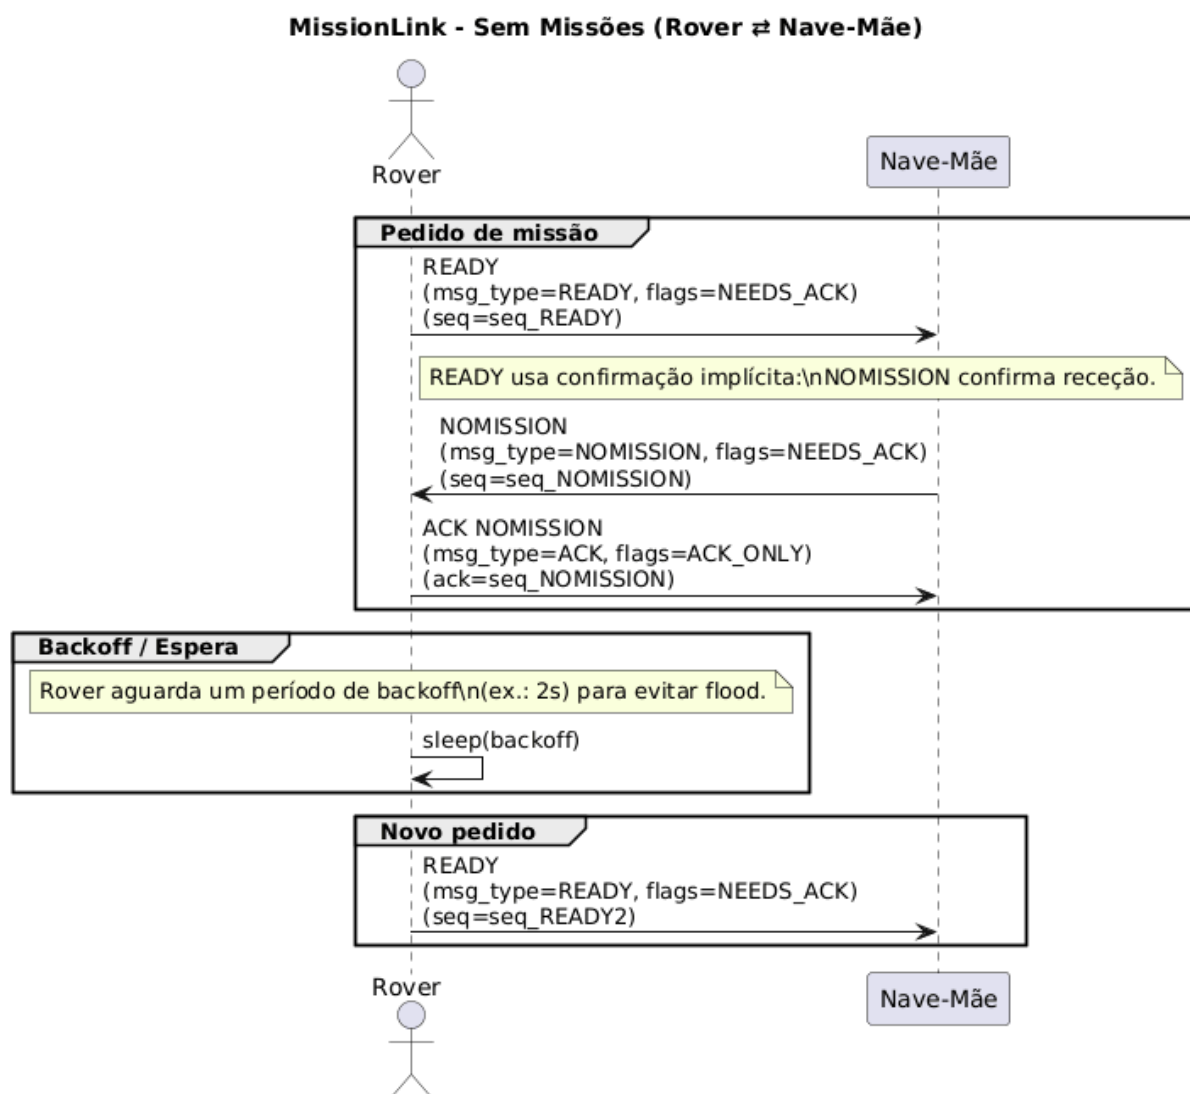 MissionLink - Sem Missões (Rover ⇄ Nave-Mãe)
Rover
Nave-Mãe
Pedido de missão
READY
(msg_type=READY, flags=NEEDS_ACK)
(seq=seq_READY)
READY usa confirmação implícita:\nNOMISSION confirma receção.
NOMISSION
(msg_type=NOMISSION, flags=NEEDS_ACK)
(seq=seq_NOMISSION)
ACK NOMISSION
(msg_type=ACK, flags=ACK_ONLY)
(ack=seq_NOMISSION)
Backoff / Espera
Rover aguarda um período de backoff\n(ex.: 2s) para evitar flood.
sleep(backoff)
Novo pedido
READY
(msg_type=READY, flags=NEEDS_ACK)
(seq=seq_READY2)
Rover
Nave-Mãe